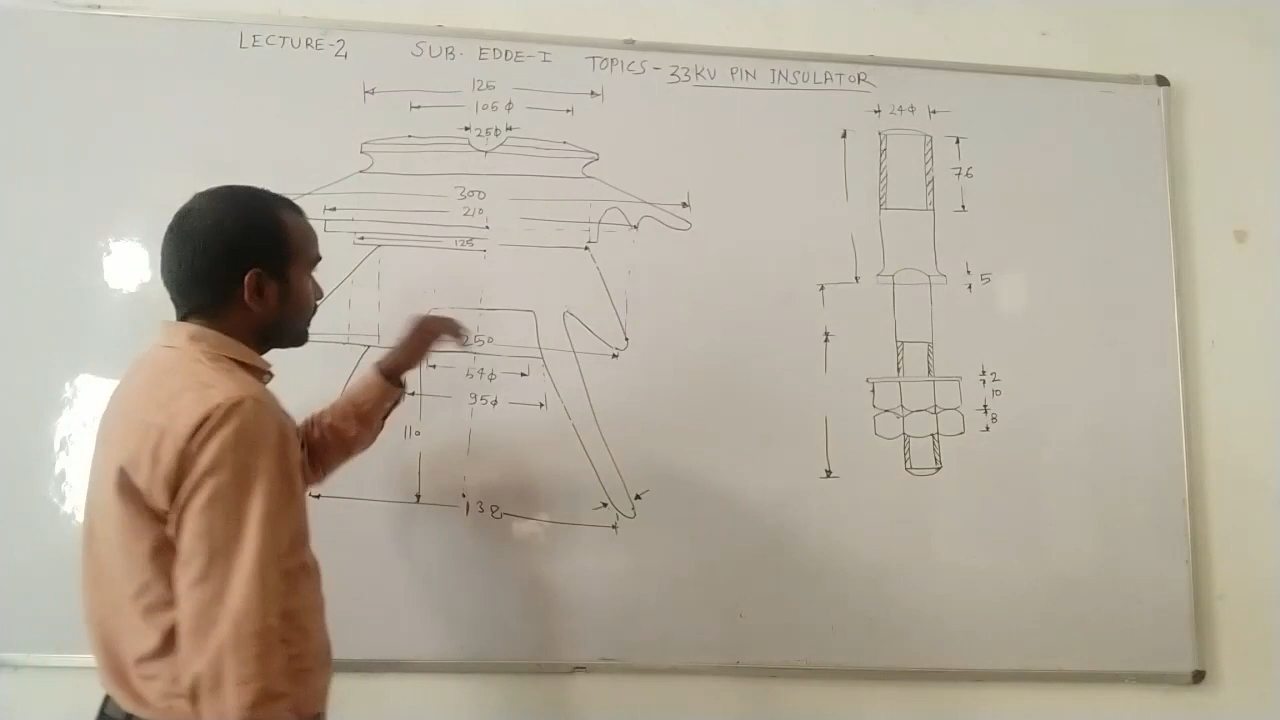 LECTURE-2 SUB. EDDE-I TOPICS - 33KV PIN INSULATOR
125
105 φ
25φ
300
210
125
250
54φ
95φ
110
138
24φ
76
5
2
10
8